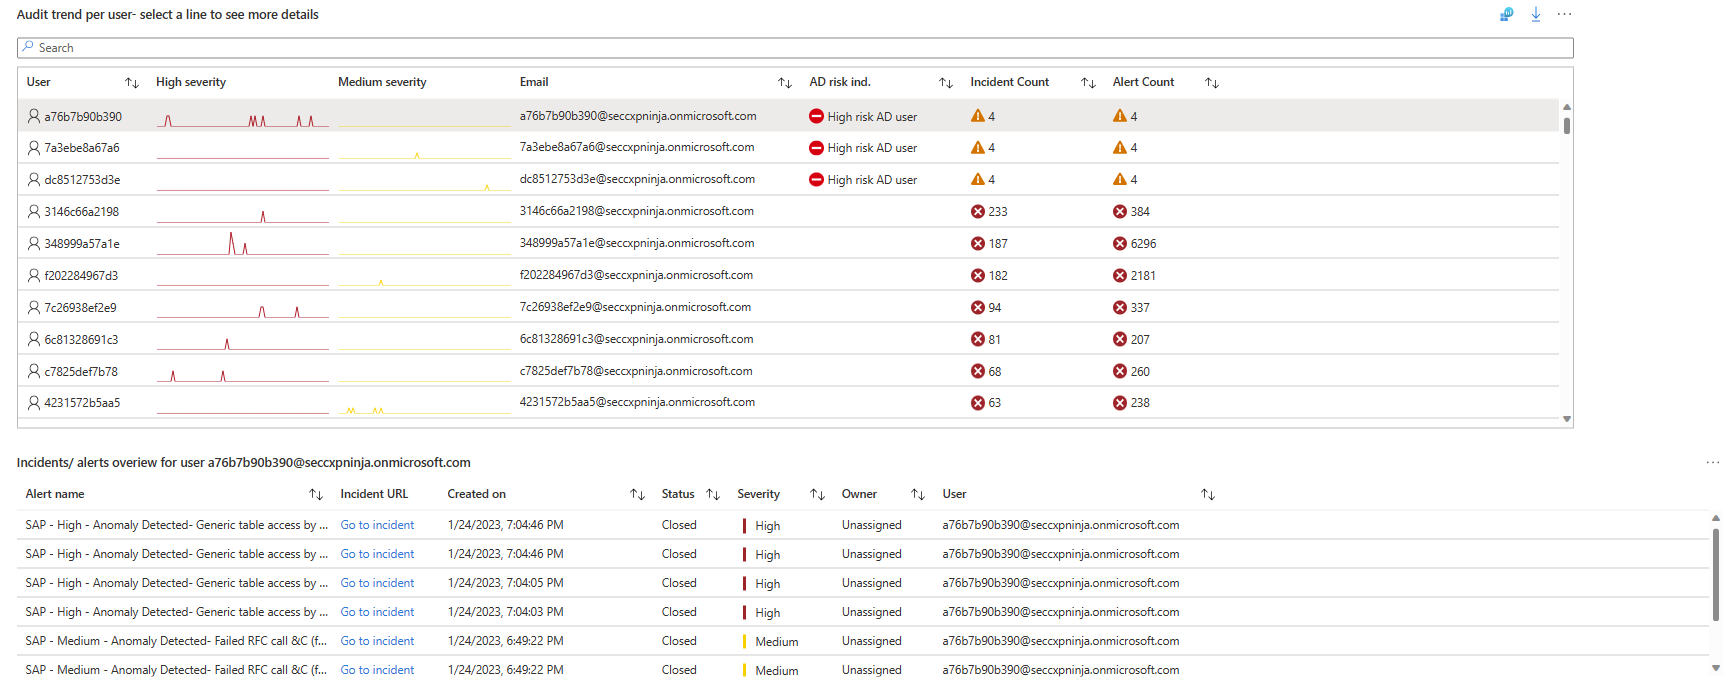 Audit trend per user- select a line to see more details
Search
User High severity Medium severity Email AD risk ind. Incident Count Alert Count
a76b7b90b390 a76b7b90b390@seccxpninja.onmicrosoft.com High risk AD user 4 4
7a3ebe8a67a6 7a3ebe8a67a6@seccxpninja.onmicrosoft.com High risk AD user 4 4
dc8512753d3e dc8512753d3e@seccxpninja.onmicrosoft.com High risk AD user 4 4
3146c66a2198 3146c66a2198@seccxpninja.onmicrosoft.com 233 384
348999a57a1e 348999a57a1e@seccxpninja.onmicrosoft.com 187 6296
f202284967d3 f202284967d3@seccxpninja.onmicrosoft.com 182 2181
7c26938ef2e9 7c26938ef2e9@seccxpninja.onmicrosoft.com 94 337
6c81328691c3 6c81328691c3@seccxpninja.onmicrosoft.com 81 207
c7825def7b78 c7825def7b78@seccxpninja.onmicrosoft.com 68 260
4231572b5aa5 4231572b5aa5@seccxpninja.onmicrosoft.com 63 238
Incidents/ alerts overiew for user a76b7b90b390@seccxpninja.onmicrosoft.com
Alert name Incident URL Created on Status Severity Owner User
SAP - High - Anomaly Detected- Generic table access by ... Go to incident 1/24/2023, 7:04:46 PM Closed High Unassigned a76b7b90b390@seccxpninja.onmicrosoft.com
SAP - High - Anomaly Detected- Generic table access by ... Go to incident 1/24/2023, 7:04:46 PM Closed High Unassigned a76b7b90b390@seccxpninja.onmicrosoft.com
SAP - High - Anomaly Detected- Generic table access by ... Go to incident 1/24/2023, 7:04:05 PM Closed High Unassigned a76b7b90b390@seccxpninja.onmicrosoft.com
SAP - High - Anomaly Detected- Generic table access by ... Go to incident 1/24/2023, 7:04:03 PM Closed High Unassigned a76b7b90b390@seccxpninja.onmicrosoft.com
SAP - Medium - Anomaly Detected- Failed RFC call &C (f... Go to incident 1/24/2023, 6:49:22 PM Closed Medium Unassigned a76b7b90b390@seccxpninja.onmicrosoft.com
SAP - Medium - Anomaly Detected- Failed RFC call &C (f... Go to incident 1/24/2023, 6:49:22 PM Closed Medium Unassigned a76b7b90b390@seccxpninja.onmicrosoft.com